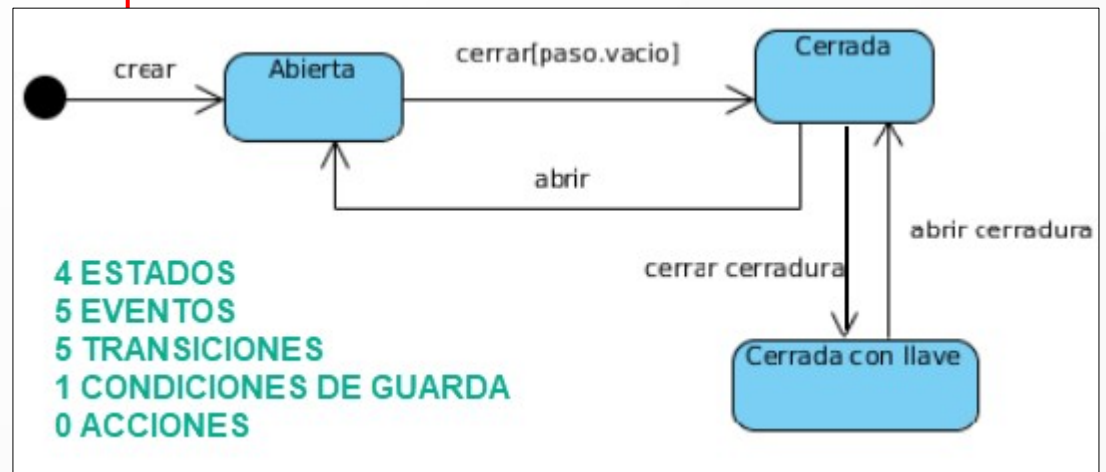 crear
Abierta
cerrar[paso.vacio]
Cerrada
abrir
abrir cerradura
cerrar cerradura
Cerrada con llave
4 ESTADOS
5 EVENTOS
5 TRANSICIONES
1 CONDICIONES DE GUARDA
0 ACCIONES